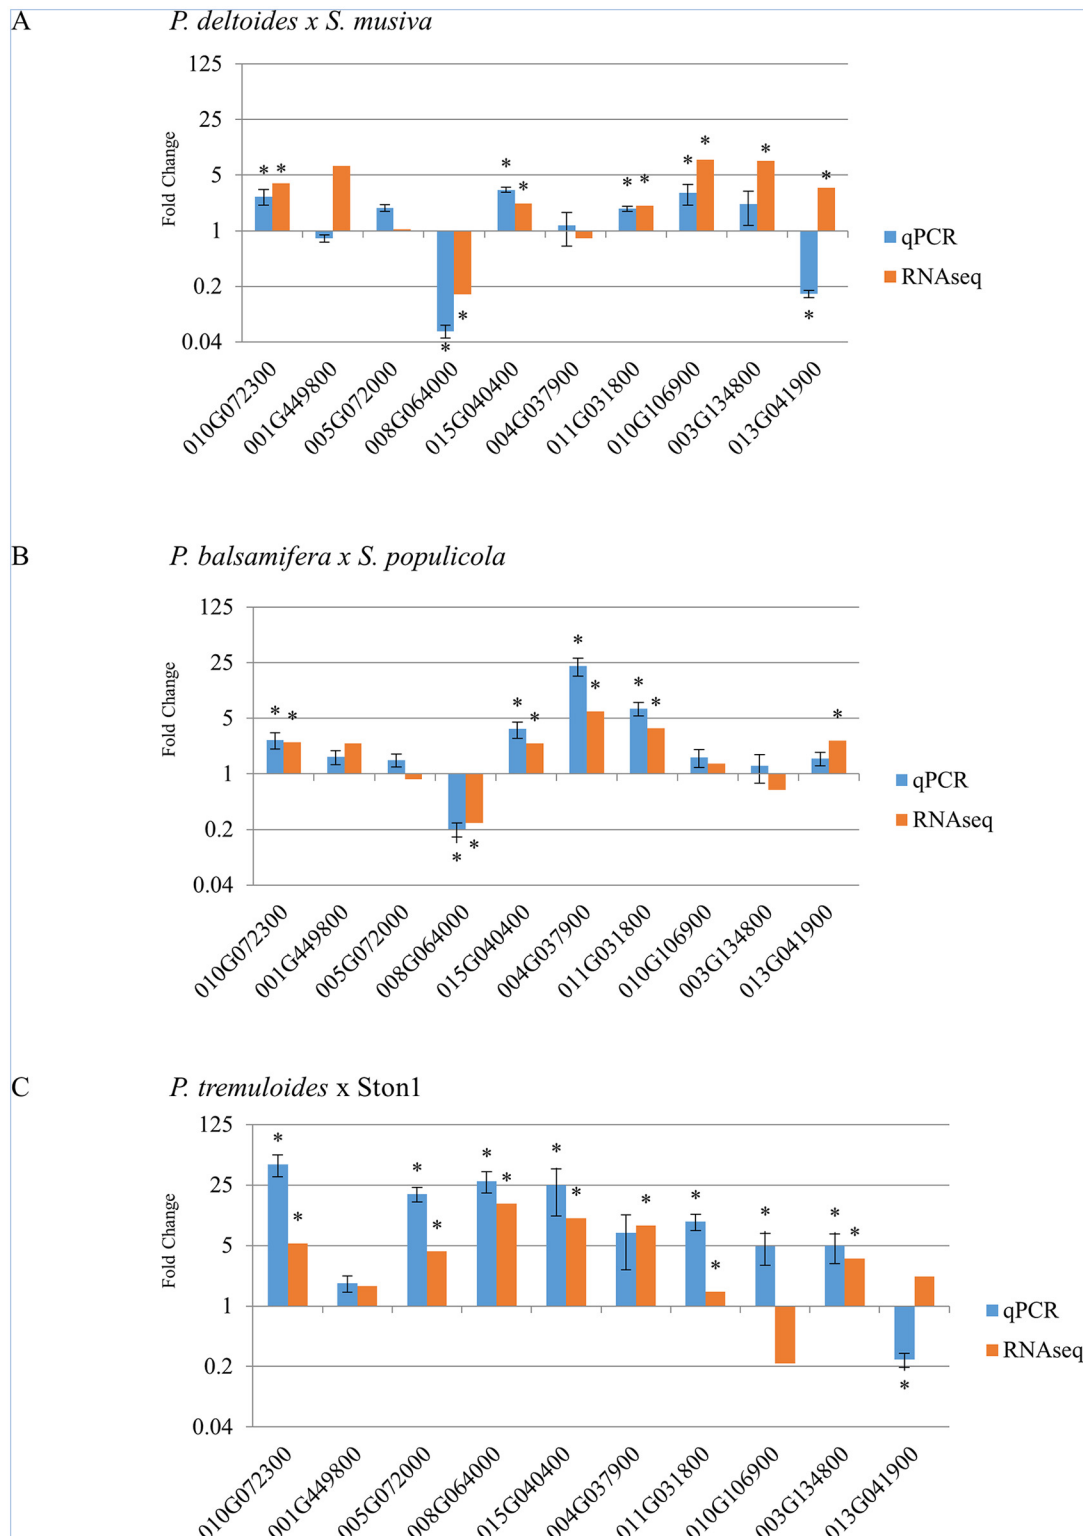 A
P. deltoides x S. musiva
125
25
5
1
0.2
0.04
Fold Change
* * * * * * * * * * * * * *
qPCR
RNAseq
010G072300
001G449800
005G072000
008G064000
015G040400
004G037900
011G031800
010G106900
003G134800
013G041900
B
P. balsamifera x S. populicola
125
25
5
1
0.2
0.04
Fold Change
* * * * * * * * * * *
qPCR
RNAseq
010G072300
001G449800
005G072000
008G064000
015G040400
004G037900
011G031800
010G106900
003G134800
013G041900
C
P. tremuloides x Ston1
125
25
5
1
0.2
0.04
Fold Change
* * * * * * * * * * * * * * *
qPCR
RNAseq
010G072300
001G449800
005G072000
008G064000
015G040400
004G037900
011G031800
010G106900
003G134800
013G041900